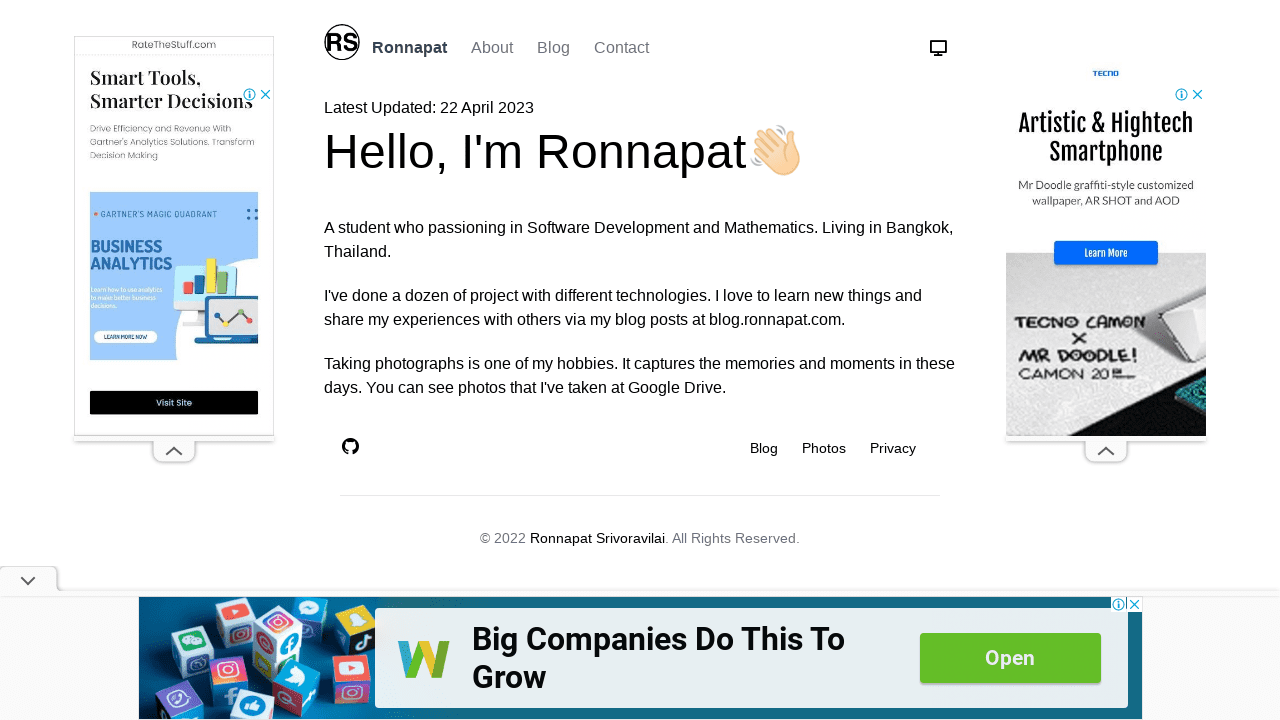 RS
Ronnapat
About
Blog
Contact
Latest Updated: 22 April 2023
Hello, I'm Ronnapat
A student who passioning in Software Development and Mathematics. Living in Bangkok,
Thailand.
I've done a dozen of project with different technologies. I love to learn new things and
share my experiences with others via my blog posts at blog.ronnapat.com.
Taking photographs is one of my hobbies. It captures the memories and moments in these
days. You can see photos that I've taken at Google Drive.
Blog
Photos
Privacy
© 2022 Ronnapat Srivoravilai. All Rights Reserved.
RateTheStuff.com
Smart Tools,
Smarter Decisions
Drive Efficiency and Revenue With
Gartner's Analytics Solutions. Transform
Decision Making
GARTNER'S MAGIC QUADRANT
BUSINESS
ANALYTICS
Learn how to use analytics
to make better business
decisions.
LEARN MORE NOW
Visit Site
TECNO
Artistic & Hightech
Smartphone
Mr Doodle graffiti-style customized
wallpaper, AR SHOT and AOD
Learn More
TECNO CAMON
X
MR DOODLE!
CAMON 20
Big Companies Do This To
Grow
Open